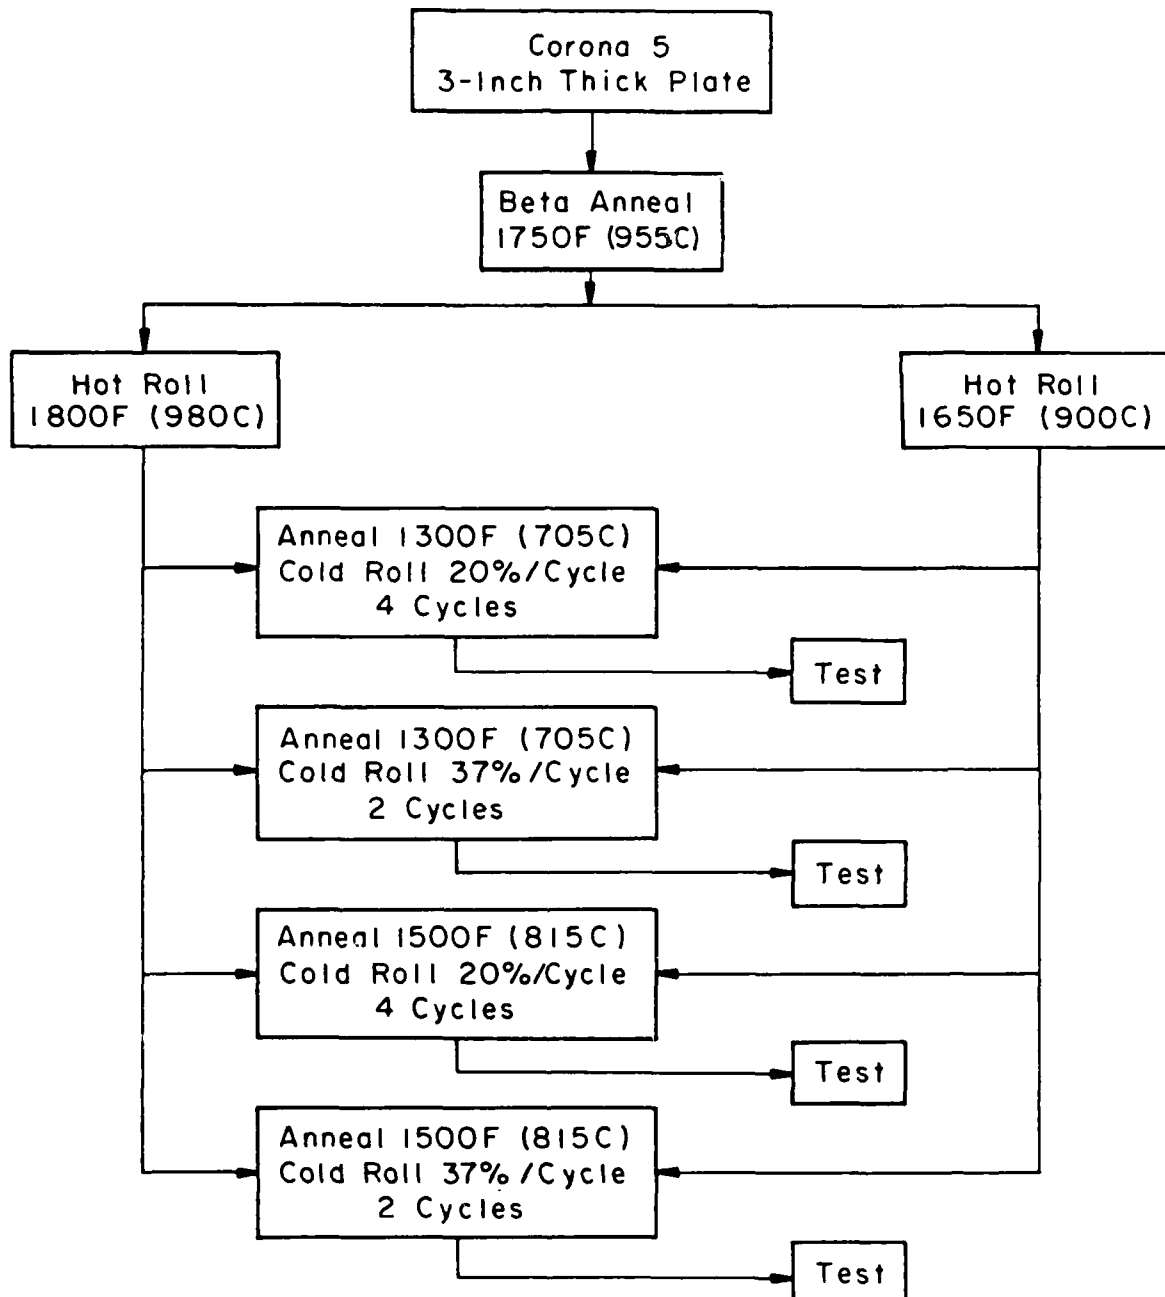 Corona 5
3-Inch Thick Plate
Beta Anneal
1750F (955C)
Hot Roll
1800F (980C)
Hot Roll
1650F (900C)
Anneal 1300F (705C)
Cold Roll 20%/Cycle
4 Cycles
Test
Anneal 1300F (705C)
Cold Roll 37%/Cycle
2 Cycles
Test
Anneal 1500F (815C)
Cold Roll 20%/Cycle
4 Cycles
Test
Anneal 1500F (815C)
Cold Roll 37%/Cycle
2 Cycles
Test